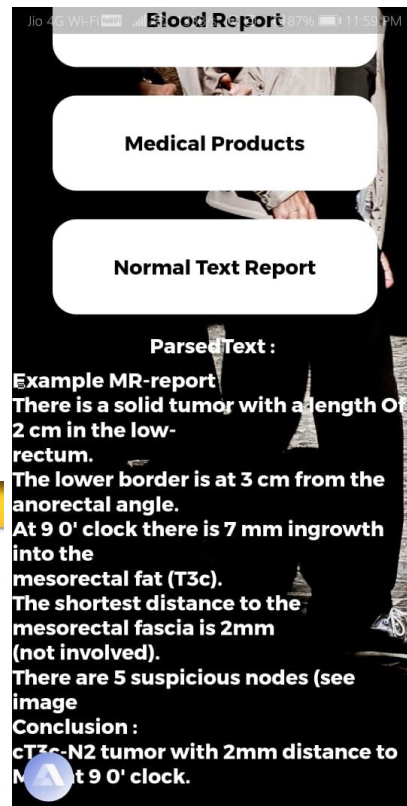 Jio 4G Wi-Fi 87% 11:59 PM
Blood Report
Medical Products
Normal Text Report
ParsedText :
Example MR-report
There is a solid tumor with a length Of
2 cm in the low-
rectum.
The lower border is at 3 cm from the
anorectal angle.
At 9 0' clock there is 7 mm ingrowth
into the
mesorectal fat (T3c).
The shortest distance to the
mesorectal fascia is 2mm
(not involved).
There are 5 suspicious nodes (see
image
Conclusion :
cT3c-N2 tumor with 2mm distance to
at 9 0' clock.